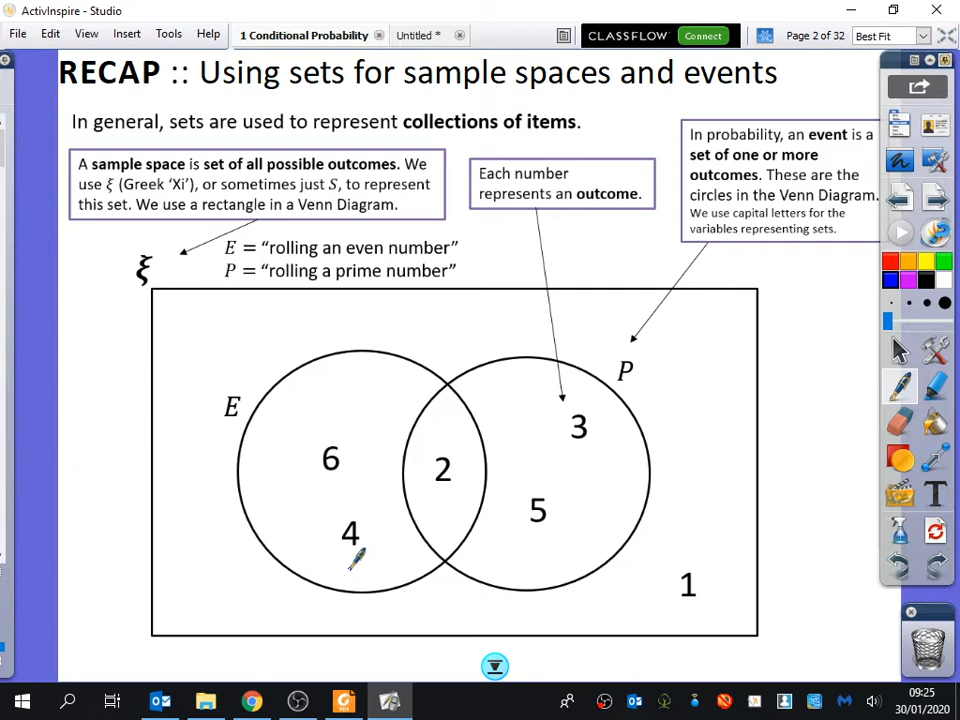 ActivInspire - Studio
File Edit View Insert Tools Help
1 Conditional Probability
Untitled *
CLASSFLOW
Connect
Page 2 of 32
Best Fit
RECAP :: Using sets for sample spaces and events
In general, sets are used to represent collections of items.
A sample space is set of all possible outcomes. We
use ξ (Greek ‘Xi’), or sometimes just S, to represent
this set. We use a rectangle in a Venn Diagram.
Each number
represents an outcome.
In probability, an event is a
set of one or more
outcomes. These are the
circles in the Venn Diagram.
We use capital letters for the
variables representing sets.
E = “rolling an even number”
P = “rolling a prime number”
ξ
P
E
3
6
2
5
4
1
T
09:25
30/01/2020